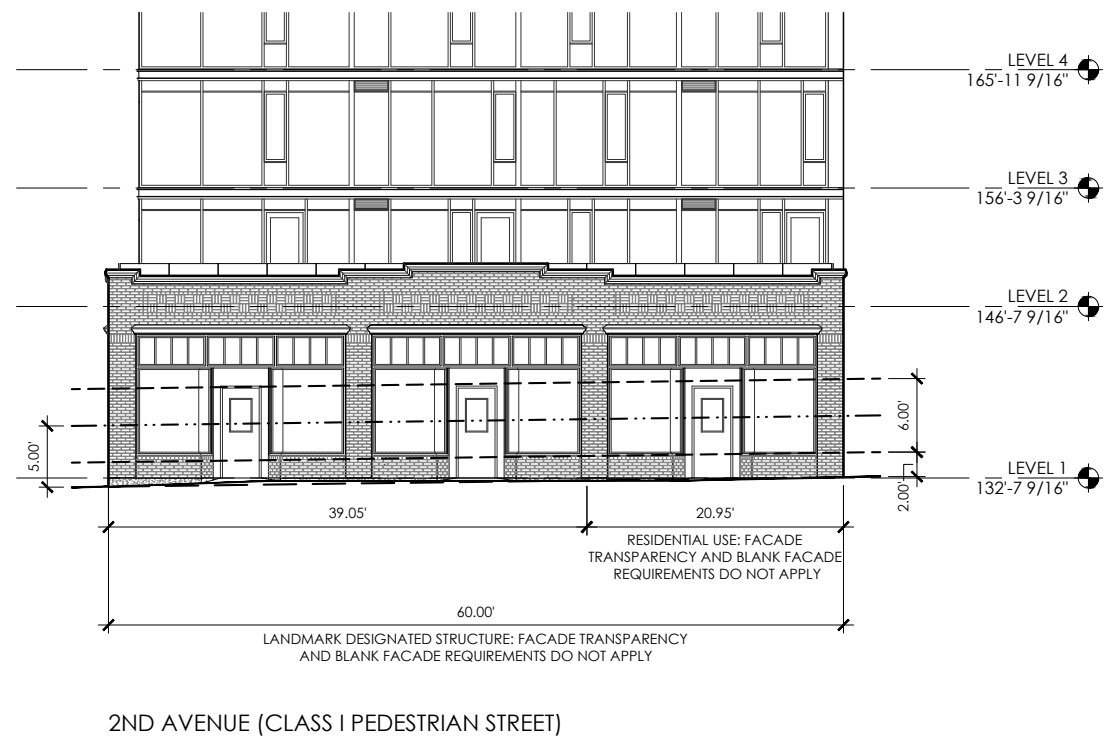 LEVEL 4
165'-11 9/16"
LEVEL 3
156'-3 9/16"
LEVEL 2
146'-7 9/16"
6.00'
5.00'
LEVEL 1
132'-7 9/16"
2.00'
39.05'
20.95'
RESIDENTIAL USE: FACADE
TRANSPARENCY AND BLANK FACADE
REQUIREMENTS DO NOT APPLY
60.00'
LANDMARK DESIGNATED STRUCTURE: FACADE TRANSPARENCY
AND BLANK FACADE REQUIREMENTS DO NOT APPLY
2ND AVENUE (CLASS I PEDESTRIAN STREET)